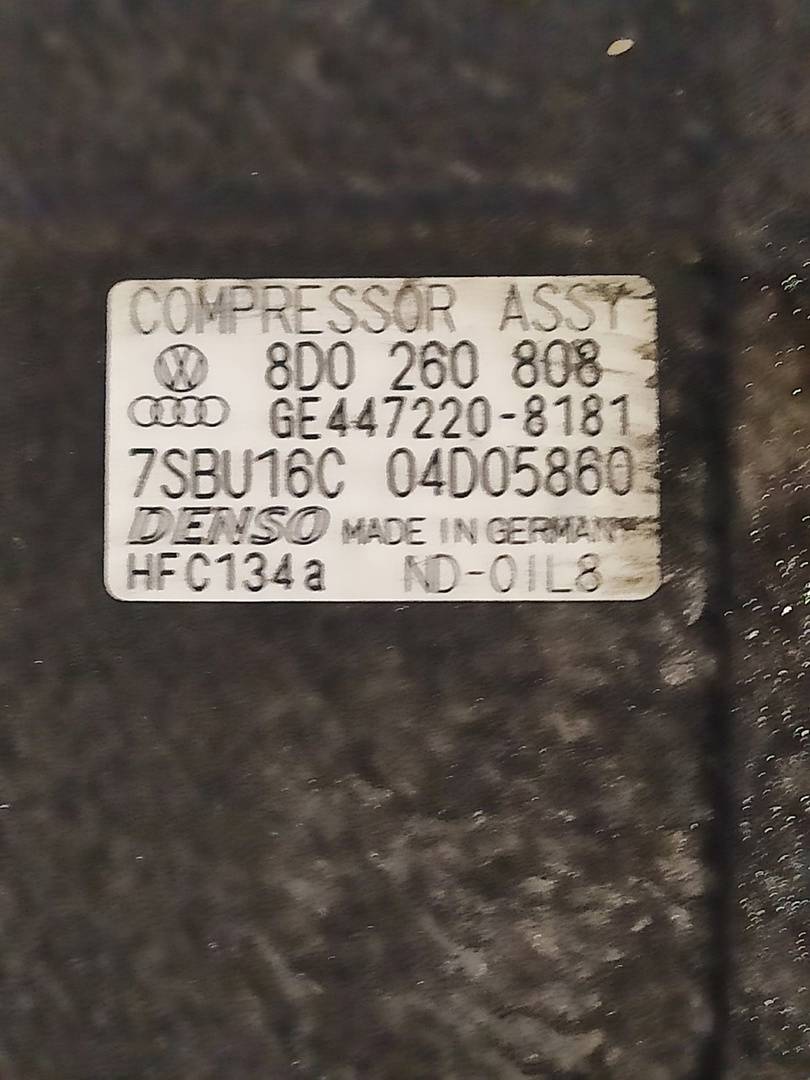 COMPRESSOR ASSY
8D0 260 808
GE447220-8181
7SBU16C 04D05860
DENSO MADE IN GERMANY
HFC134a ND-OIL8